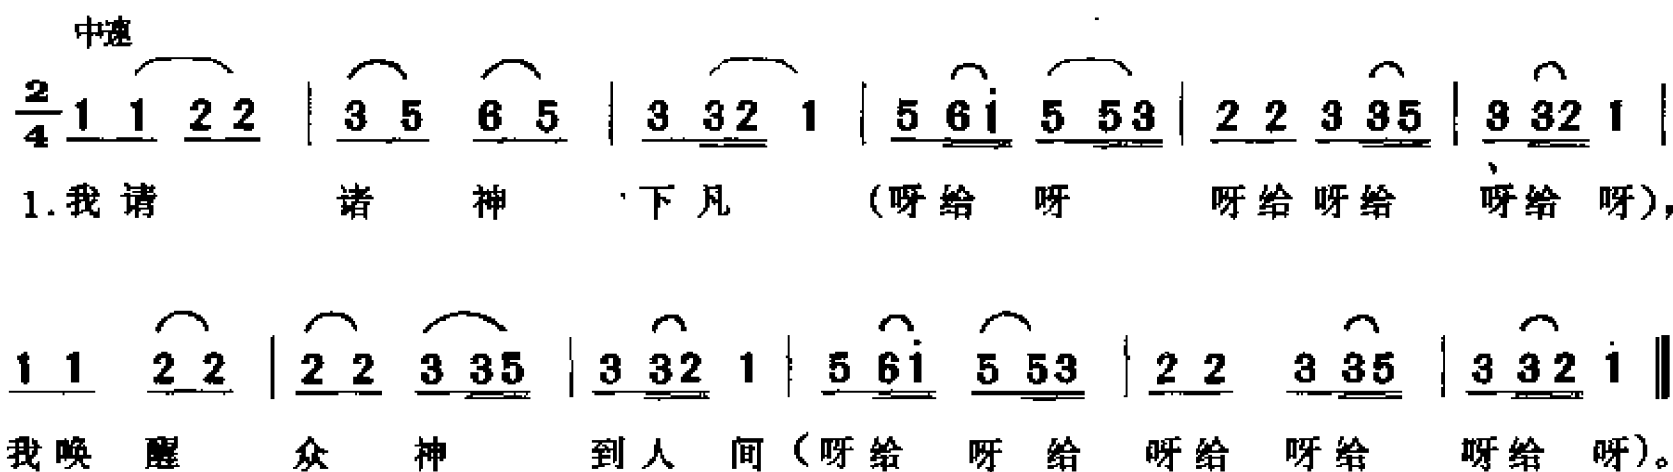 中速
2/4 1 1 2 2 | 3 5 6 5 | 3 32 1 | 5 6i 5 53 | 2 2 3 35 | 3 32 1 |
1.我请 诸 神 下凡 (呀给 呀 呀给呀给 呀给 呀),
1 1 2 2 | 2 2 3 35 | 3 32 1 | 5 6i 5 53 | 2 2 3 35 | 3 32 i ‖
我唤 醒 众 神 到人 间(呀给 呀 给 呀给 呀给 呀给 呀)。